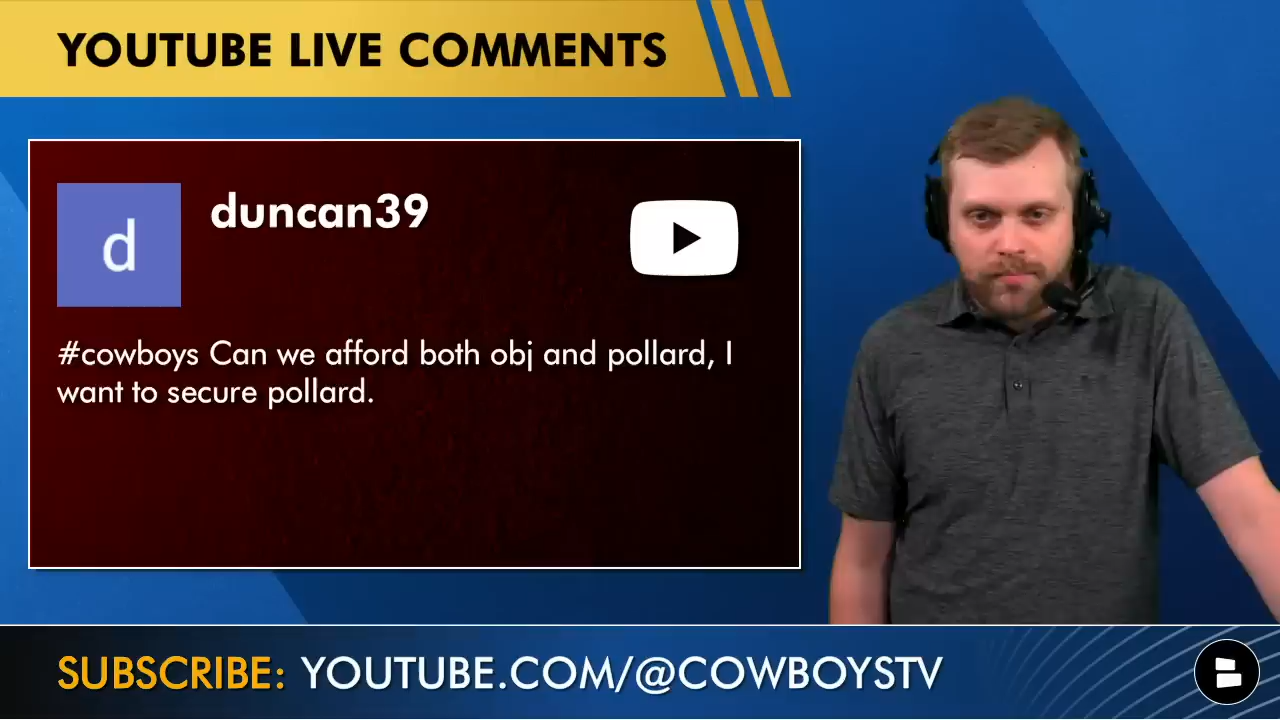 YOUTUBE LIVE COMMENTS
d
duncan39
#cowboys Can we afford both obj and pollard, I
want to secure pollard.
SUBSCRIBE: YOUTUBE.COM/@COWBOYSTV